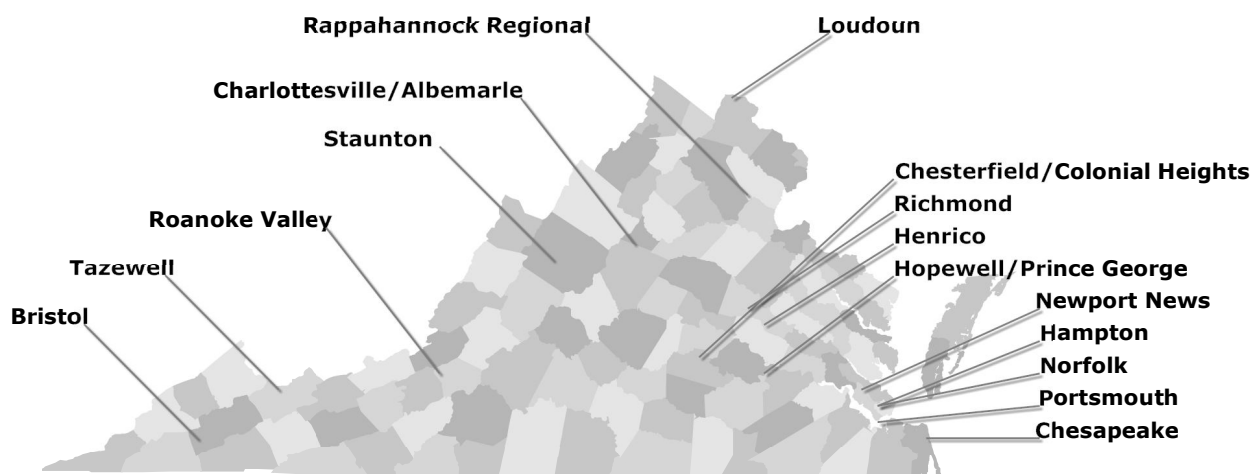 Rappahannock Regional
Loudoun
Charlottesville/Albemarle
Staunton
Chesterfield/Colonial Heights
Richmond
Roanoke Valley
Henrico
Tazewell
Hopewell/Prince George
Newport News
Bristol
Hampton
Norfolk
Portsmouth
Chesapeake